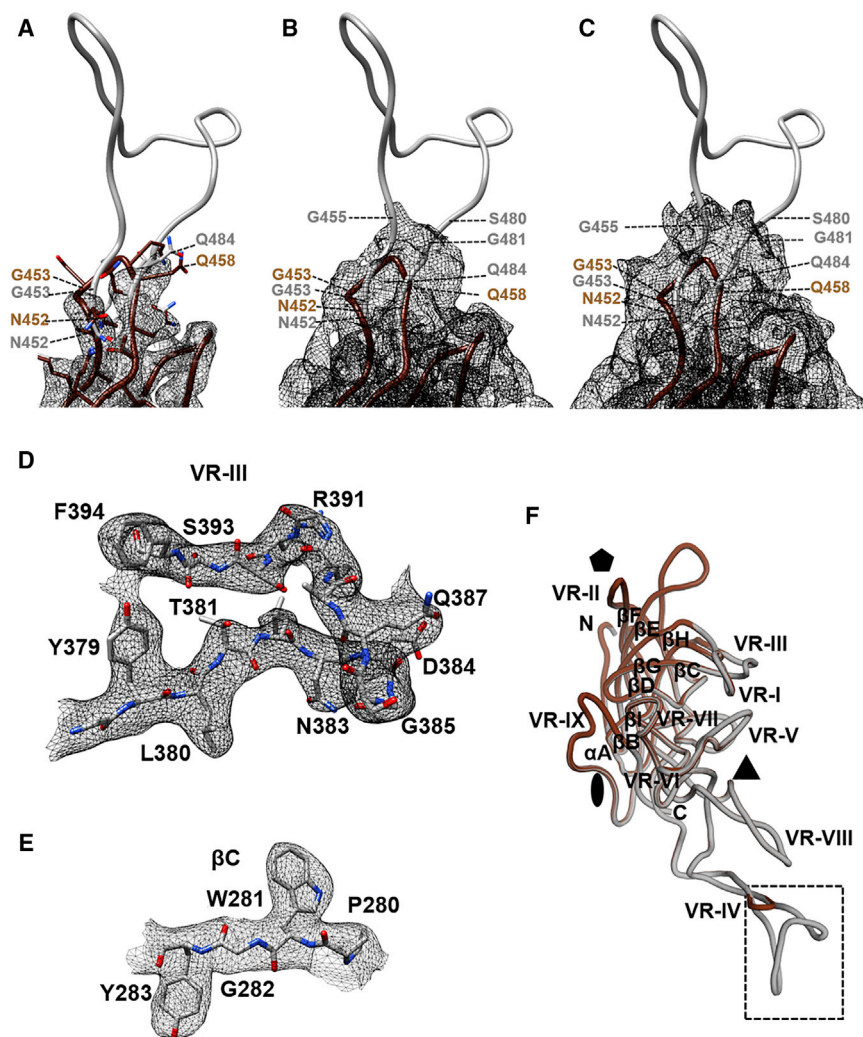 A
Q484
Q458
G453
G453
N452
N452
B
G455
S480
G481
G453
Q484
G453
N452
Q458
N452
C
G455
S480
G481
G453
Q484
G453
N452
Q458
N452
D
VR-III
F394
S393
R391
T381
Q387
Y379
D384
N383
G385
L380
E
βC
W281
P280
Y283
G282
F
VR-II
N
βF
βE
βH
VR-III
βG
βC
βD
VR-I
VR-IX
βI
VR-VII
VR-V
αA
βB
VR-VI
C
VR-VIII
VR-IV